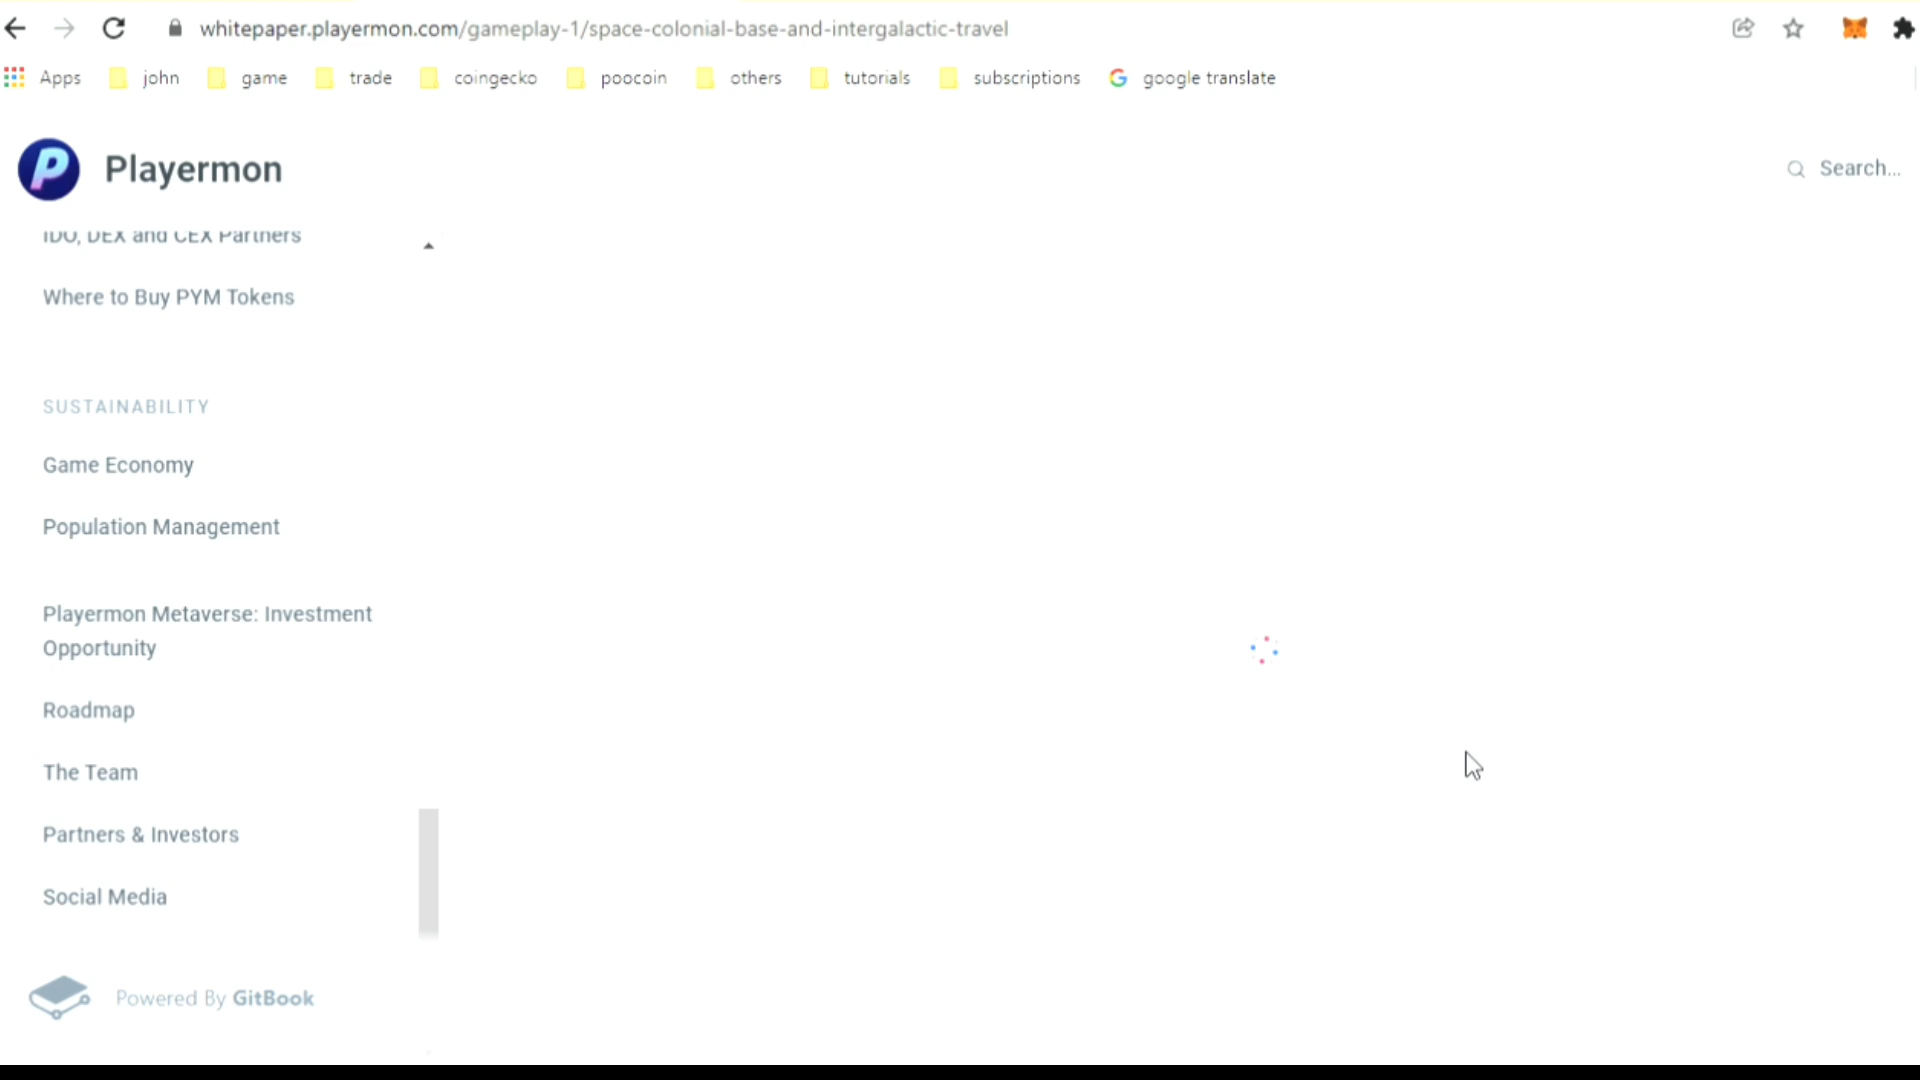 whitepaper.playermon.com/gameplay-1/space-colonial-base-and-intergalactic-travel
Apps john game trade coingecko poocoin others tutorials subscriptions google translate
P Playermon
Search...
IDO, DEX and CEX Partners
Where to Buy PYM Tokens
SUSTAINABILITY
Game Economy
Population Management
Playermon Metaverse: Investment
Opportunity
Roadmap
The Team
Partners & Investors
Social Media
Powered By GitBook